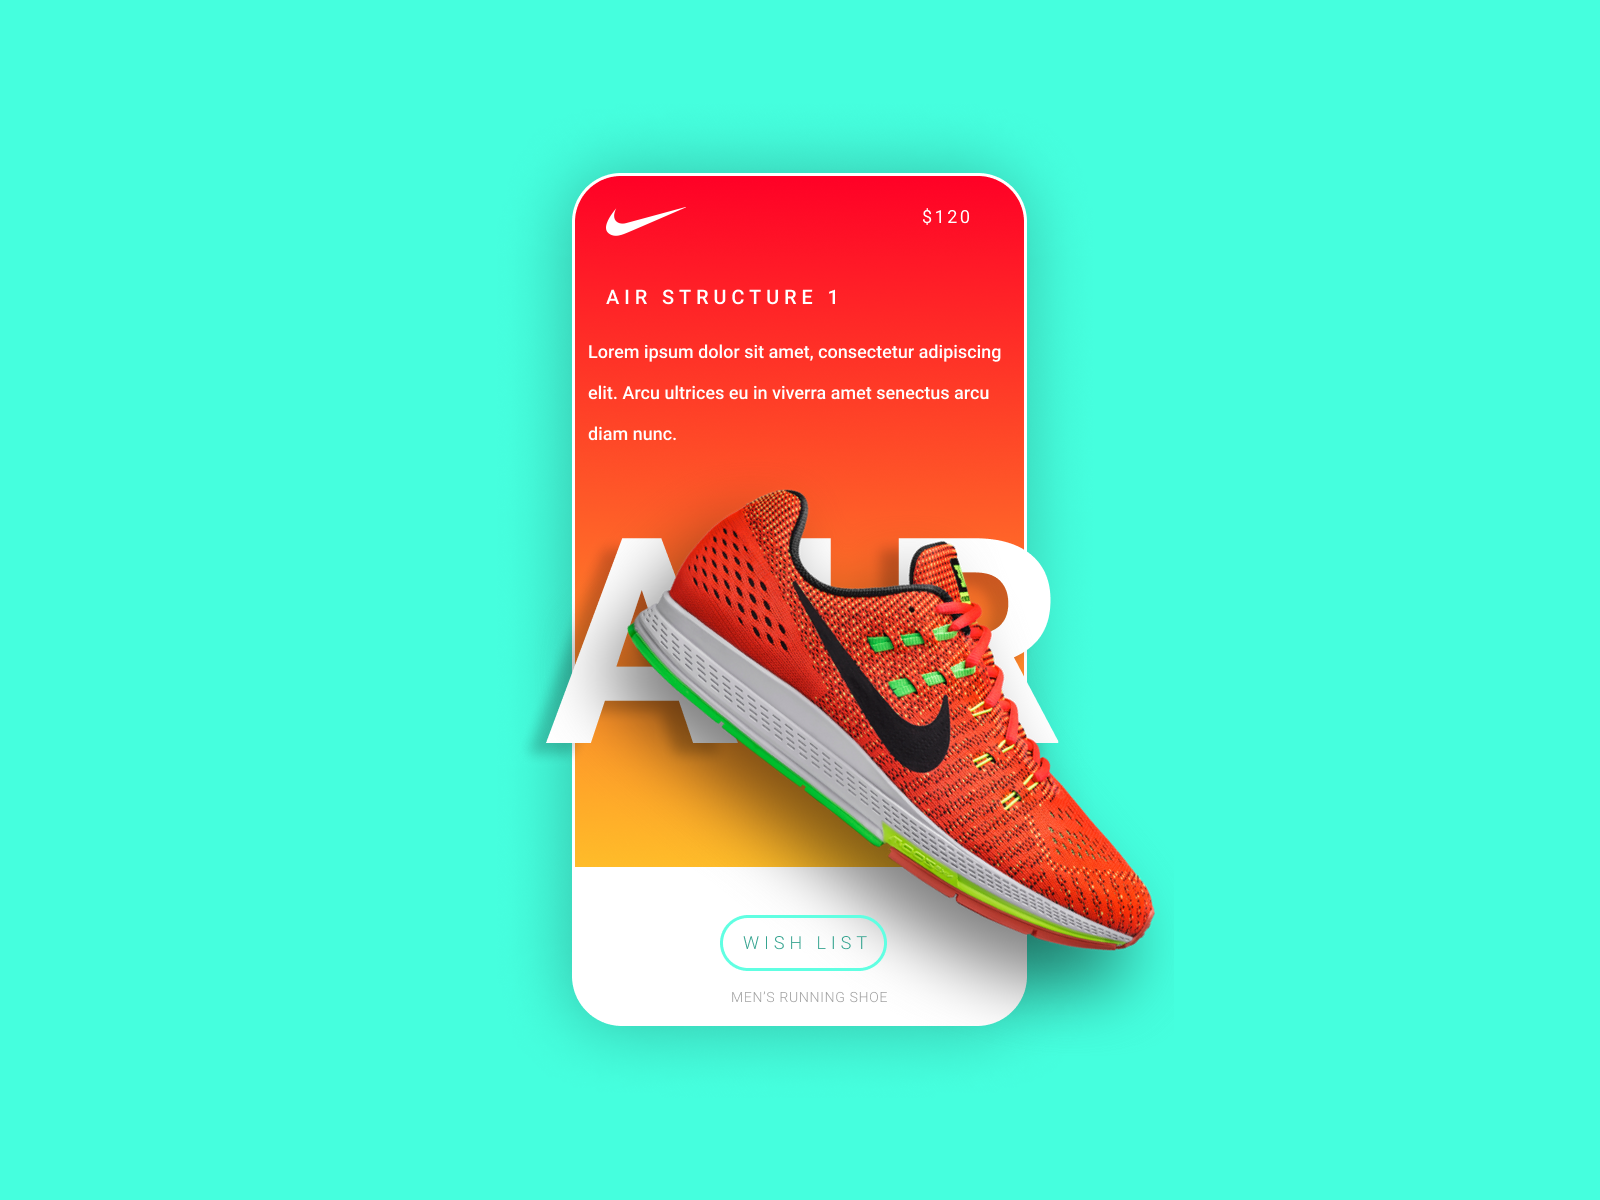 $120
AIR STRUCTURE 1
Lorem ipsum dolor sit amet, consectetur adipiscing
elit. Arcu ultrices eu in viverra amet senectus arcu
diam nunc.
AIR
WISH LIST
MEN'S RUNNING SHOE